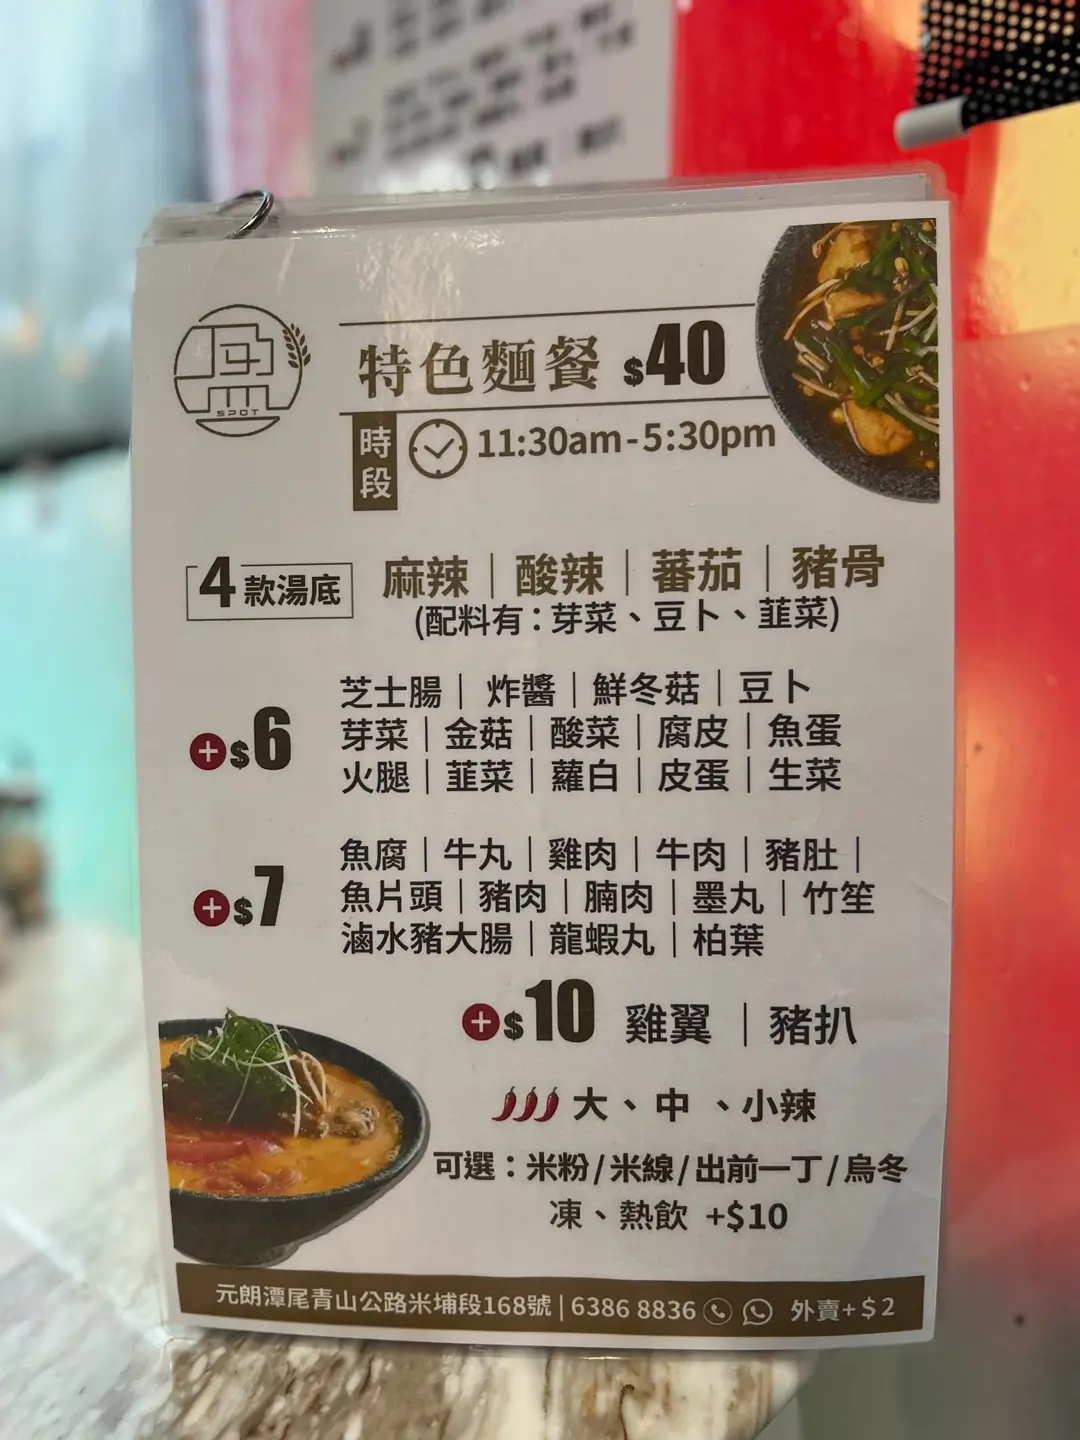 SPOT
特色麵餐 $40
時段 11:30am-5:30pm
4款湯底 麻辣|酸辣|蕃茄|豬骨
(配料有：芽菜、豆卜、韮菜)
+$6
芝士腸| 炸醬|鮮冬菇|豆卜
芽菜|金菇|酸菜|腐皮|魚蛋
火腿|韮菜|蘿白|皮蛋|生菜
+$7
魚腐|牛丸|雞肉|牛肉|豬肚|
魚片頭|豬肉|腩肉|墨丸|竹笙
滷水豬大腸|龍蝦丸|柏葉
+$10 雞翼 | 豬扒
大、中 、小辣
可選：米粉/米線/出前一丁/烏冬
凍、熱飲 +$10
元朗潭尾青山公路米埔段168號|6386 8836 外賣+$2